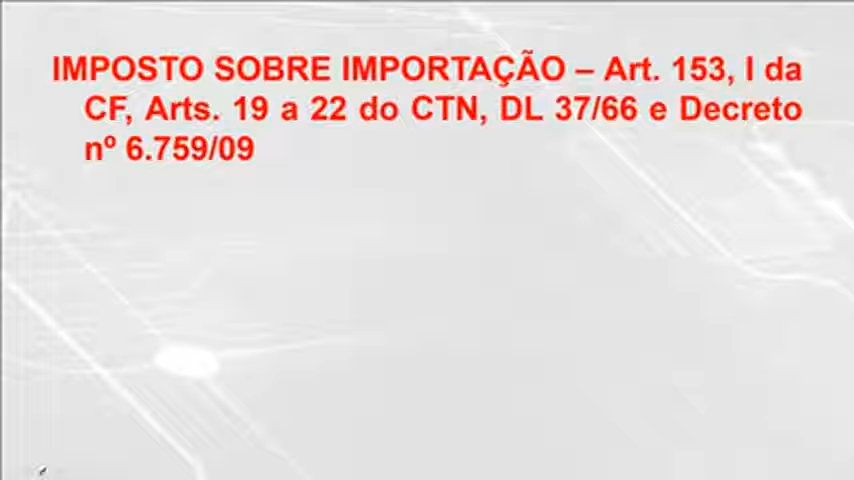 IMPOSTO SOBRE IMPORTAÇÃO – Art. 153, I da
CF, Arts. 19 a 22 do CTN, DL 37/66 e Decreto
nº 6.759/09